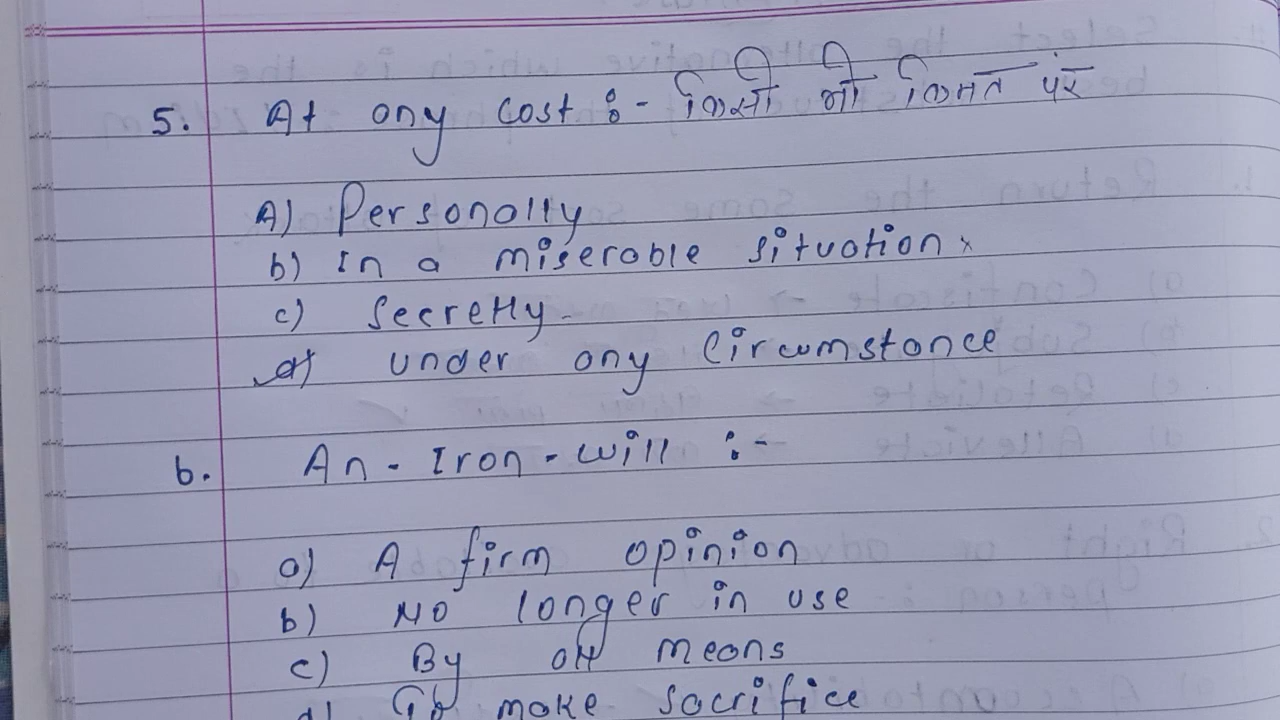 5. At any cost :- किसी भी किमत पर
A) Personally
b) In a miserable situation x
c) Secretly
d) under any Circumstance
6. An - Iron - will :-
a) A firm opinion
b) No longer in use
c) By all means
d) To make sacrifice